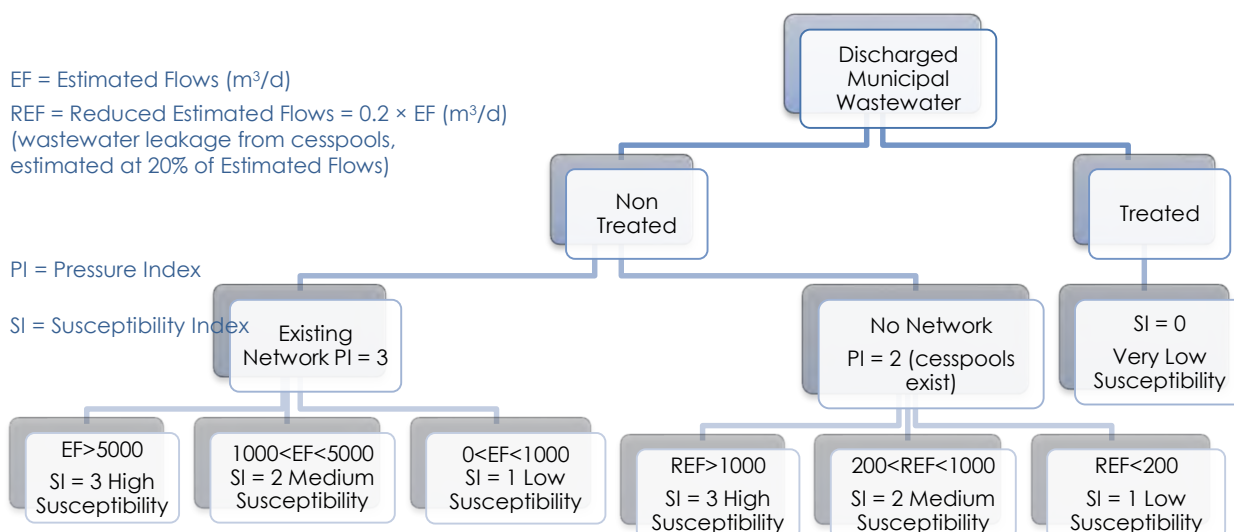 EF = Estimated Flows (m³/d)
REF = Reduced Estimated Flows = 0.2 × EF (m³/d)
(wastewater leakage from cesspools,
estimated at 20% of Estimated Flows)
PI = Pressure Index
SI = Susceptibility Index
Discharged
Municipal
Wastewater
Non
Treated
Treated
Existing
Network PI = 3
No Network
PI = 2 (cesspools
exist)
SI = 0
Very Low
Susceptibility
EF>5000
SI = 3 High
Susceptibility
1000<EF<5000
SI = 2 Medium
Susceptibility
0<EF<1000
SI = 1 Low
Susceptibility
REF>1000
SI = 3 High
Susceptibility
200<REF<1000
SI = 2 Medium
Susceptibility
REF<200
SI = 1 Low
Susceptibility